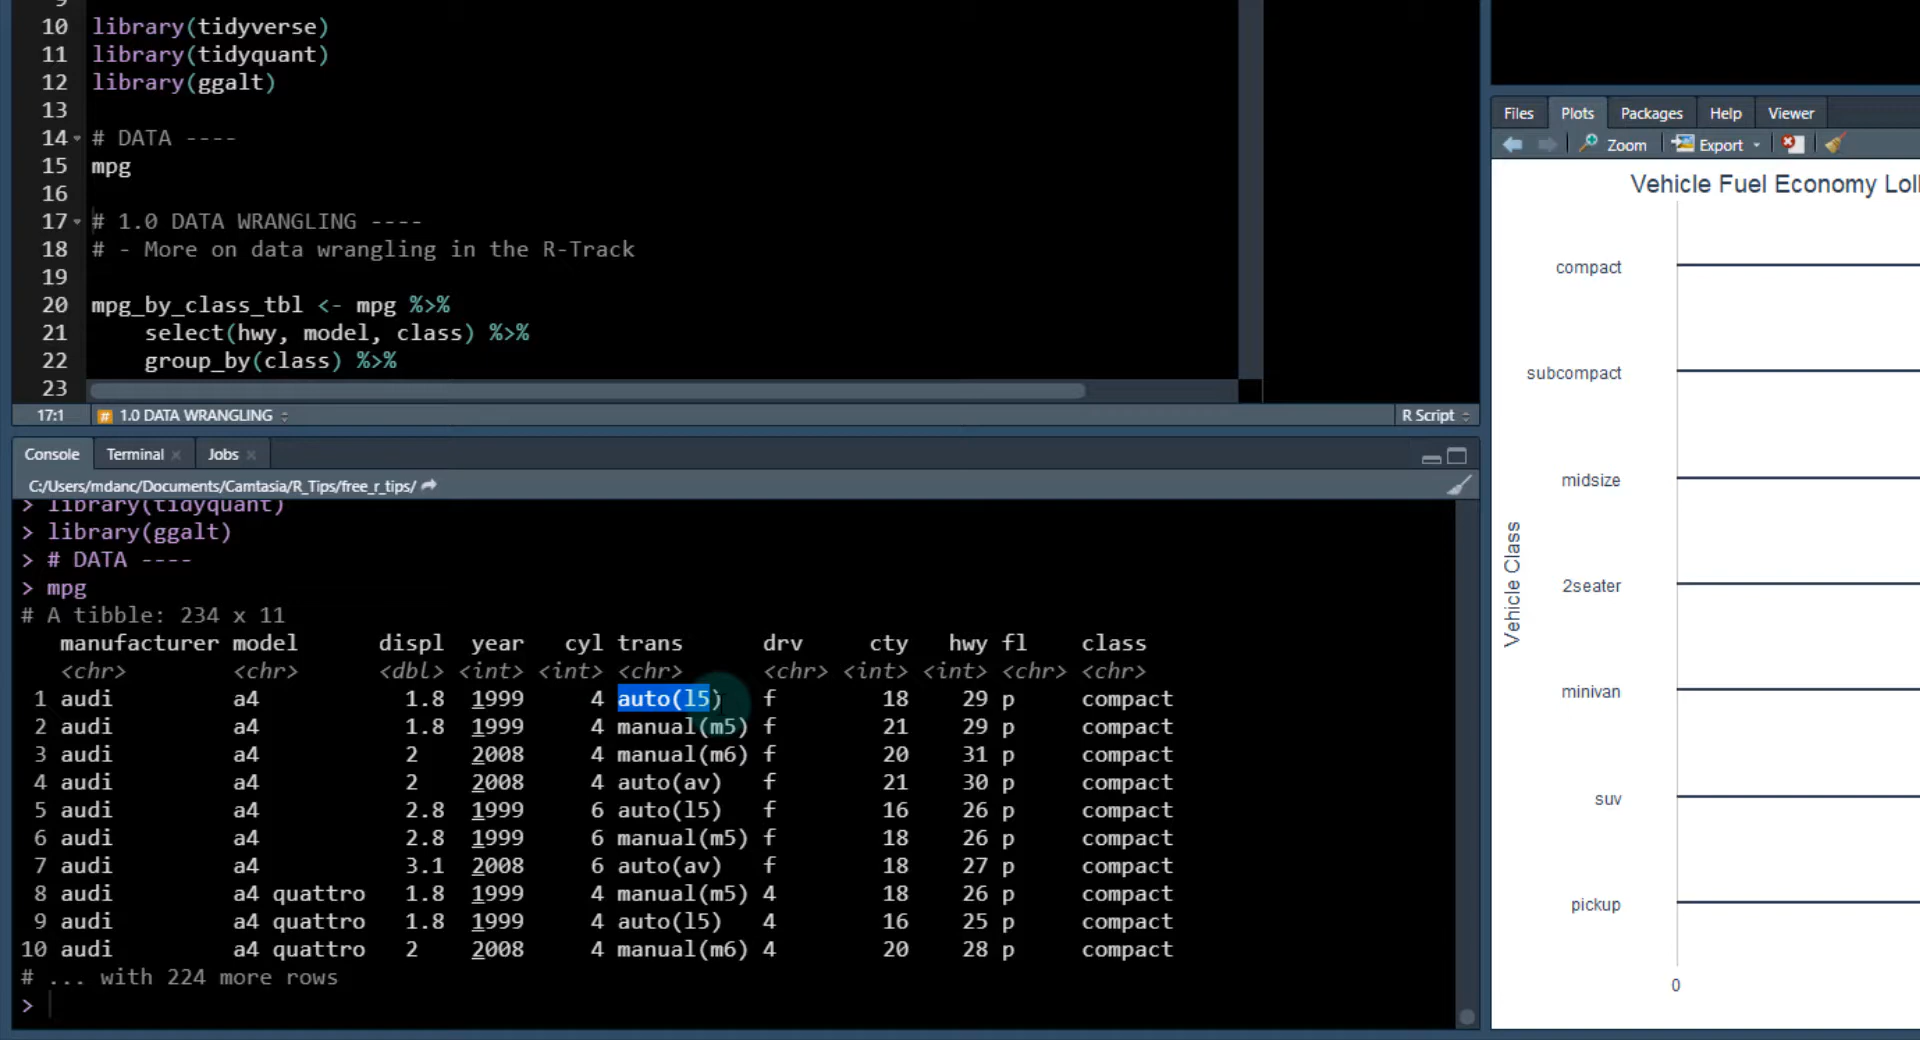 9
10 library(tidyverse)
11 library(tidyquant)
12 library(ggalt)
13
14 # DATA ----
15 mpg
16
17 # 1.0 DATA WRANGLING ----
18 # - More on data wrangling in the R-Track
19
20 mpg_by_class_tbl <- mpg %>%
21     select(hwy, model, class) %>%
22     group_by(class) %>%
23
17:1 # 1.0 DATA WRANGLING R Script
Console Terminal Jobs
C:/Users/mdanc/Documents/Camtasia/R_Tips/free_r_tips/
> library(tidyquant)
> library(ggalt)
> # DATA ----
> mpg
# A tibble: 234 x 11
manufacturer model displ year cyl trans drv cty hwy fl class
<chr> <chr> <dbl> <int> <int> <chr> <chr> <int> <int> <chr> <chr>
1 audi a4 1.8 1999 4 auto(l5) f 18 29 p compact
2 audi a4 1.8 1999 4 manual(m5) f 21 29 p compact
3 audi a4 2 2008 4 manual(m6) f 20 31 p compact
4 audi a4 2 2008 4 auto(av) f 21 30 p compact
5 audi a4 2.8 1999 6 auto(l5) f 16 26 p compact
6 audi a4 2.8 1999 6 manual(m5) f 18 26 p compact
7 audi a4 3.1 2008 6 auto(av) f 18 27 p compact
8 audi a4 quattro 1.8 1999 4 manual(m5) 4 18 26 p compact
9 audi a4 quattro 1.8 1999 4 auto(l5) 4 16 25 p compact
10 audi a4 quattro 2 2008 4 manual(m6) 4 20 28 p compact
# ... with 224 more rows
>
Files Plots Packages Help Viewer
Zoom Export
Vehicle Fuel Economy Loll
Vehicle Class
compact
subcompact
midsize
2seater
minivan
suv
pickup
0